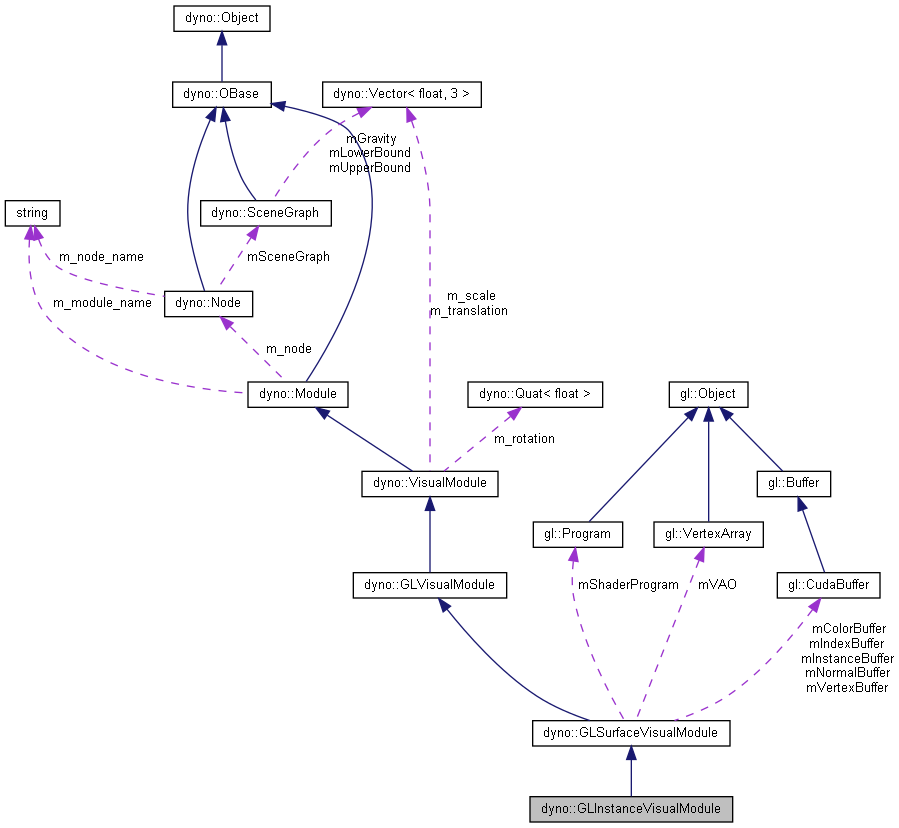 dyno::Object
dyno::OBase
dyno::Vector< float, 3 >
mGravity
mLowerBound
mUpperBound
string
dyno::SceneGraph
m_node_name
mSceneGraph
dyno::Node
m_module_name
m_scale
m_translation
m_node
dyno::Module
dyno::Quat< float >
gl::Object
m_rotation
dyno::VisualModule
gl::Buffer
gl::Program
gl::VertexArray
dyno::GLVisualModule
mShaderProgram
mVAO
gl::CudaBuffer
mColorBuffer
mIndexBuffer
mInstanceBuffer
mNormalBuffer
mVertexBuffer
dyno::GLSurfaceVisualModule
dyno::GLInstanceVisualModule